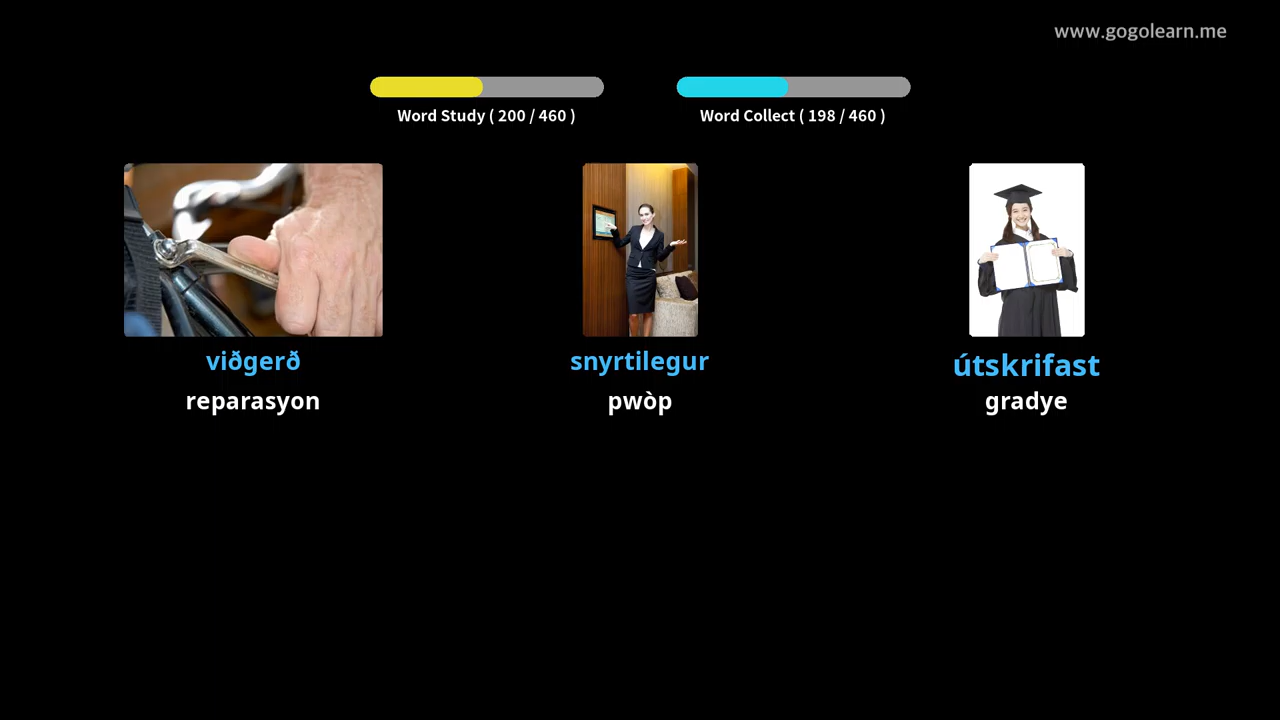 www.gogolearn.me
Word Study ( 200 / 460 )
Word Collect ( 198 / 460 )
viðgerð
reparasyon
snyrtilegur
pwòp
útskrifast
gradye